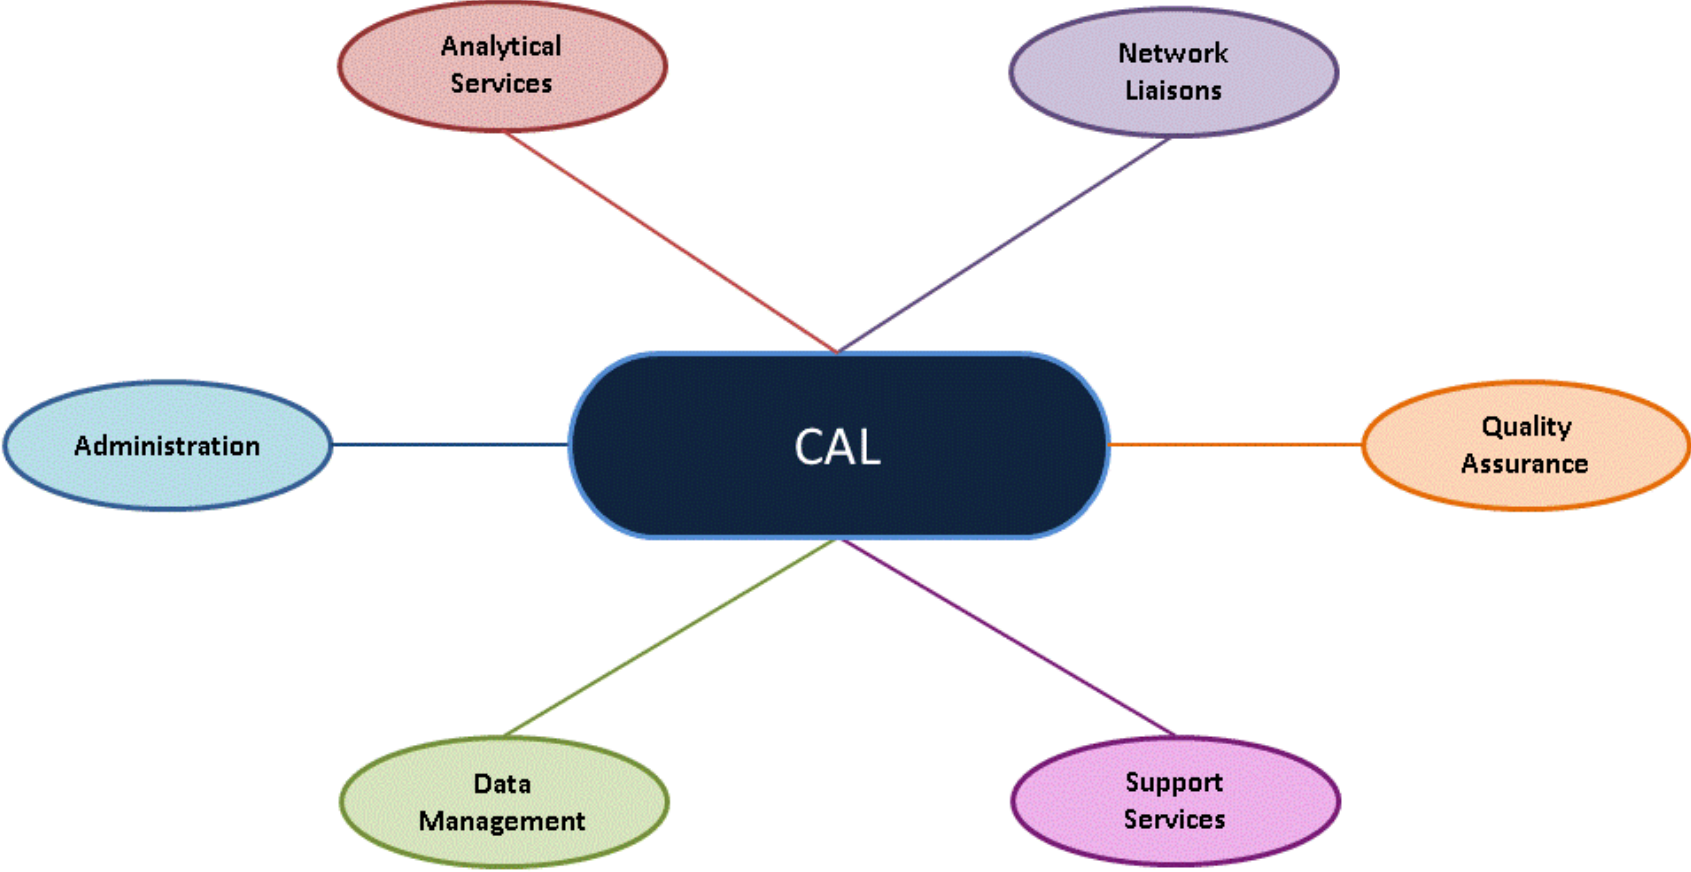 Analytical
Services
Network
Liaisons
Administration
CAL
Quality
Assurance
Data
Management
Support
Services